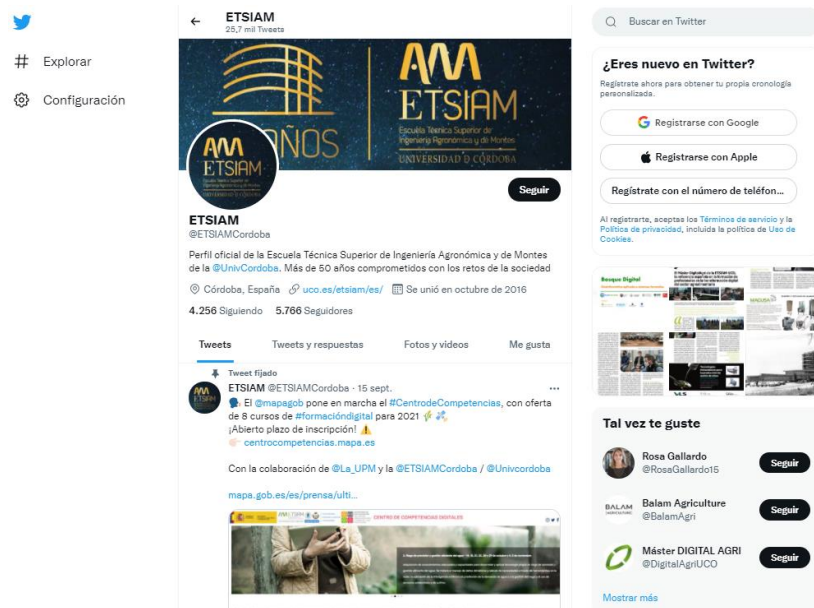 Explorar
Configuración
ETSIAM
25,7 mil Tweets
AÑOS
ETSIAM
Escuela Técnica Superior de
Ingeniería Agronómica y de Montes
UNIVERSIDAD D CÓRDOBA
ETSIAM
Seguir
ETSIAM
@ETSIAMCordoba
Perfil oficial de la Escuela Técnica Superior de Ingeniería Agronómica y de Montes
de la @UnivCordoba. Más de 50 años comprometidos con los retos de la sociedad
Córdoba, España uco.es/etsiam/es/ Se unió en octubre de 2016
4.256 Siguiendo 5.766 Seguidores
Tweets Tweets y respuestas Fotos y videos Me gusta
Tweet fijado
ETSIAM @ETSIAMCordoba · 15 sept.
El @mapagob pone en marcha el #CentrodeCompetencias, con oferta
de 8 cursos de #formacióndigital para 2021
¡Abierto plazo de inscripción!
centrocompetencias.mapa.es
Con la colaboración de @La_UPM y la @ETSIAMCordoba / @Univcordoba
mapa.gob.es/es/prensa/ulti...
CENTRO DE COMPETENCIAS DIGITALES
Buscar en Twitter
¿Eres nuevo en Twitter?
Regístrate ahora para obtener tu propia cronología
personalizada.
Registrarse con Google
Registrarse con Apple
Regístrate con el número de teléfon...
Al registrarte, aceptas los Términos de servicio y la
Política de privacidad, incluida la política de Uso de
Cookies.
Bosque Digital
Tal vez te guste
Rosa Gallardo
@RosaGallardo15
Seguir
BALAM
Balam Agriculture
@BalamAgri
Seguir
Máster DIGITAL AGRI
@DigitalAgriUCO
Seguir
Mostrar más